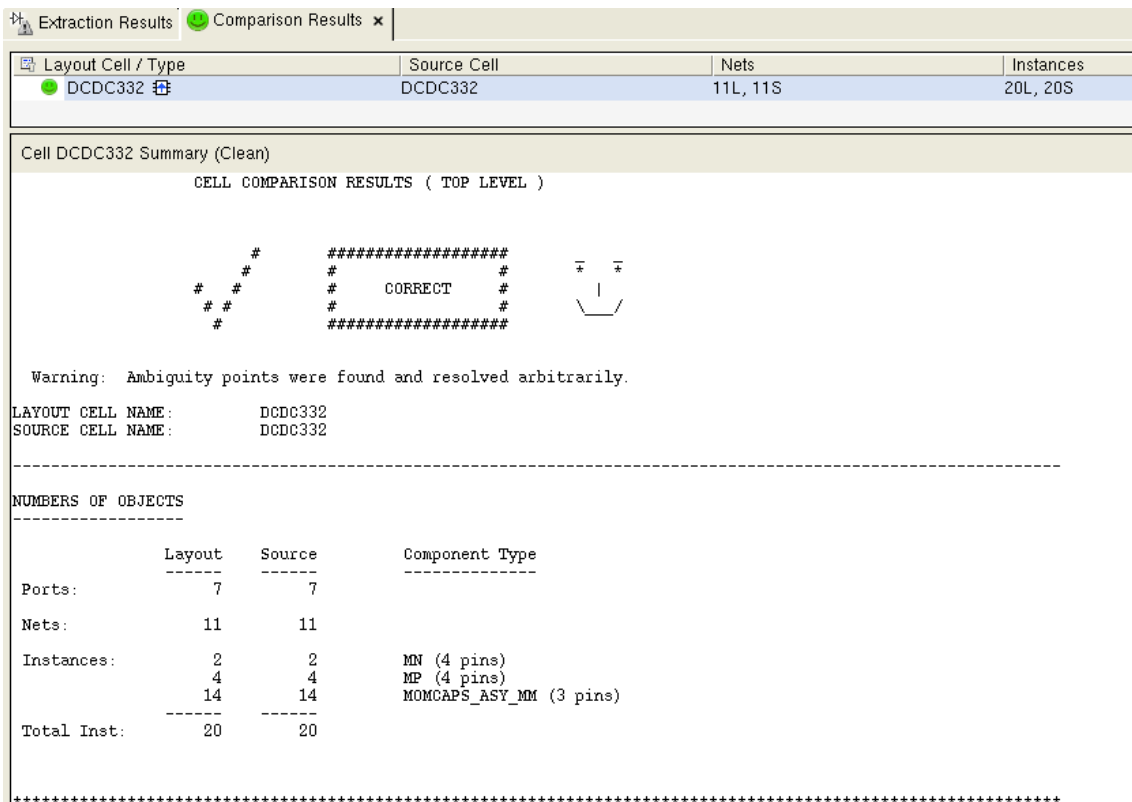 Extraction Results Comparison Results x
Layout Cell / Type Source Cell Nets Instances
DCDC332 DCDC332 11L, 11S 20L, 20S
Cell DCDC332 Summary (Clean)
CELL COMPARISON RESULTS ( TOP LEVEL )
# ################### _ _
# # # * *
# # # CORRECT # |
# # # # \___/
# ###################
Warning: Ambiguity points were found and resolved arbitrarily.
LAYOUT CELL NAME: DCDC332
SOURCE CELL NAME: DCDC332
--------------------------------------------------------------------------------------------------------------
NUMBERS OF OBJECTS
------------------
Layout Source Component Type
------ ------ --------------
Ports: 7 7
Nets: 11 11
Instances: 2 2 MN (4 pins)
4 4 MP (4 pins)
14 14 MOMCAPS_ASY_MM (3 pins)
------ ------
Total Inst: 20 20